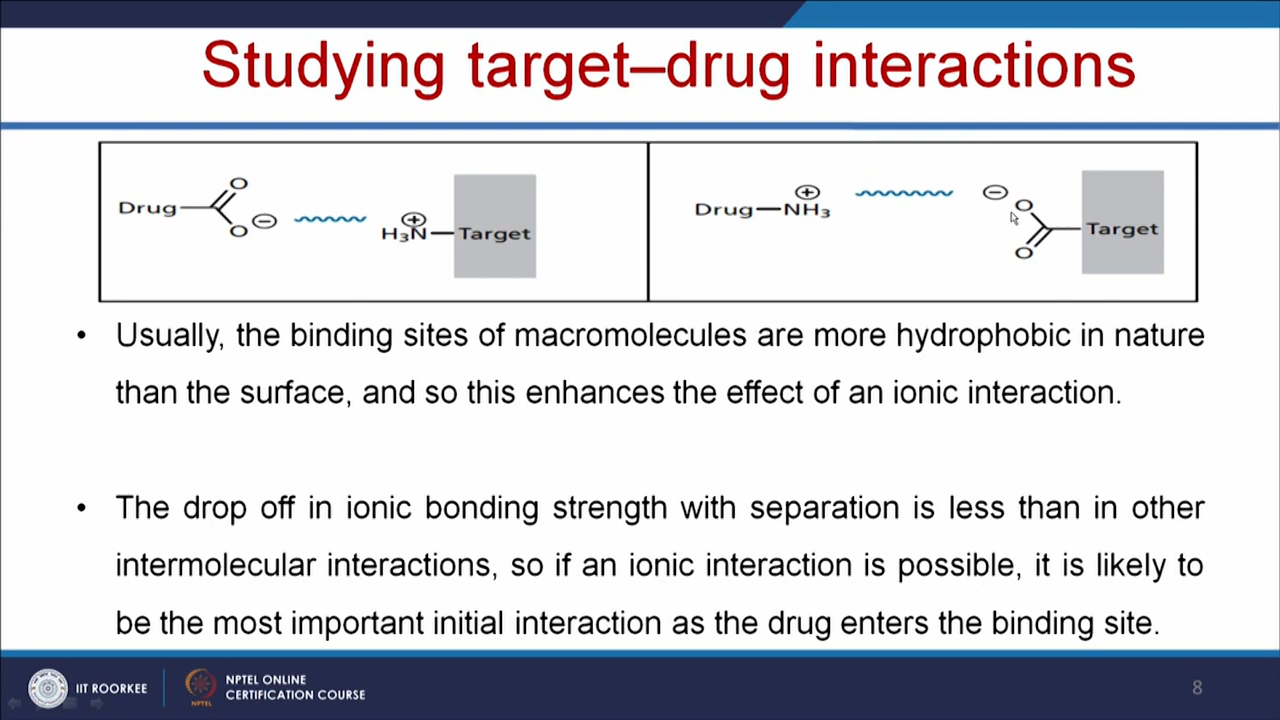 Studying target–drug interactions
Drug
O
O
−
+
H₃N
Target
Drug
+
NH₃
−
O
O
Target
• Usually, the binding sites of macromolecules are more hydrophobic in nature
than the surface, and so this enhances the effect of an ionic interaction.
• The drop off in ionic bonding strength with separation is less than in other
intermolecular interactions, so if an ionic interaction is possible, it is likely to
be the most important initial interaction as the drug enters the binding site.
IIT ROORKEE
NPTEL
NPTEL ONLINE
CERTIFICATION COURSE
8